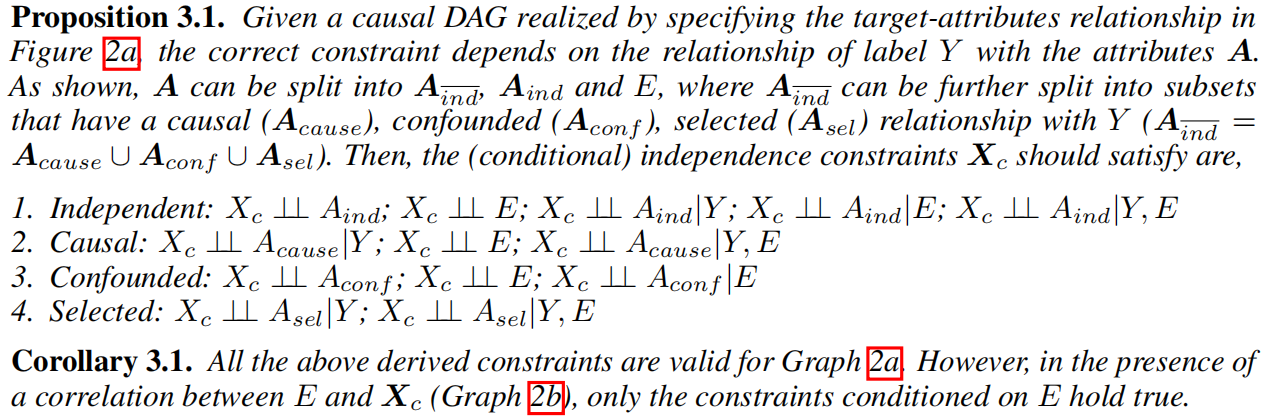 Proposition 3.1. Given a causal DAG realized by specifying the target-attributes relationship in
Figure 2a, the correct constraint depends on the relationship of label Y with the attributes A.
As shown, A can be split into A_{\overline{ind}}, A_{ind} and E, where A_{\overline{ind}} can be further split into subsets
that have a causal (A_{cause}), confounded (A_{conf}), selected (A_{sel}) relationship with Y (A_{\overline{ind}} =
A_{cause} ∪ A_{conf} ∪ A_{sel}). Then, the (conditional) independence constraints X_c should satisfy are,
1. Independent: X_c ⊥⊥ A_{ind}; X_c ⊥⊥ E; X_c ⊥⊥ A_{ind}|Y; X_c ⊥⊥ A_{ind}|E; X_c ⊥⊥ A_{ind}|Y, E
2. Causal: X_c ⊥⊥ A_{cause}|Y; X_c ⊥⊥ E; X_c ⊥⊥ A_{cause}|Y, E
3. Confounded: X_c ⊥⊥ A_{conf}; X_c ⊥⊥ E; X_c ⊥⊥ A_{conf}|E
4. Selected: X_c ⊥⊥ A_{sel}|Y; X_c ⊥⊥ A_{sel}|Y, E
Corollary 3.1. All the above derived constraints are valid for Graph 2a. However, in the presence of
a correlation between E and X_c (Graph 2b), only the constraints conditioned on E hold true.